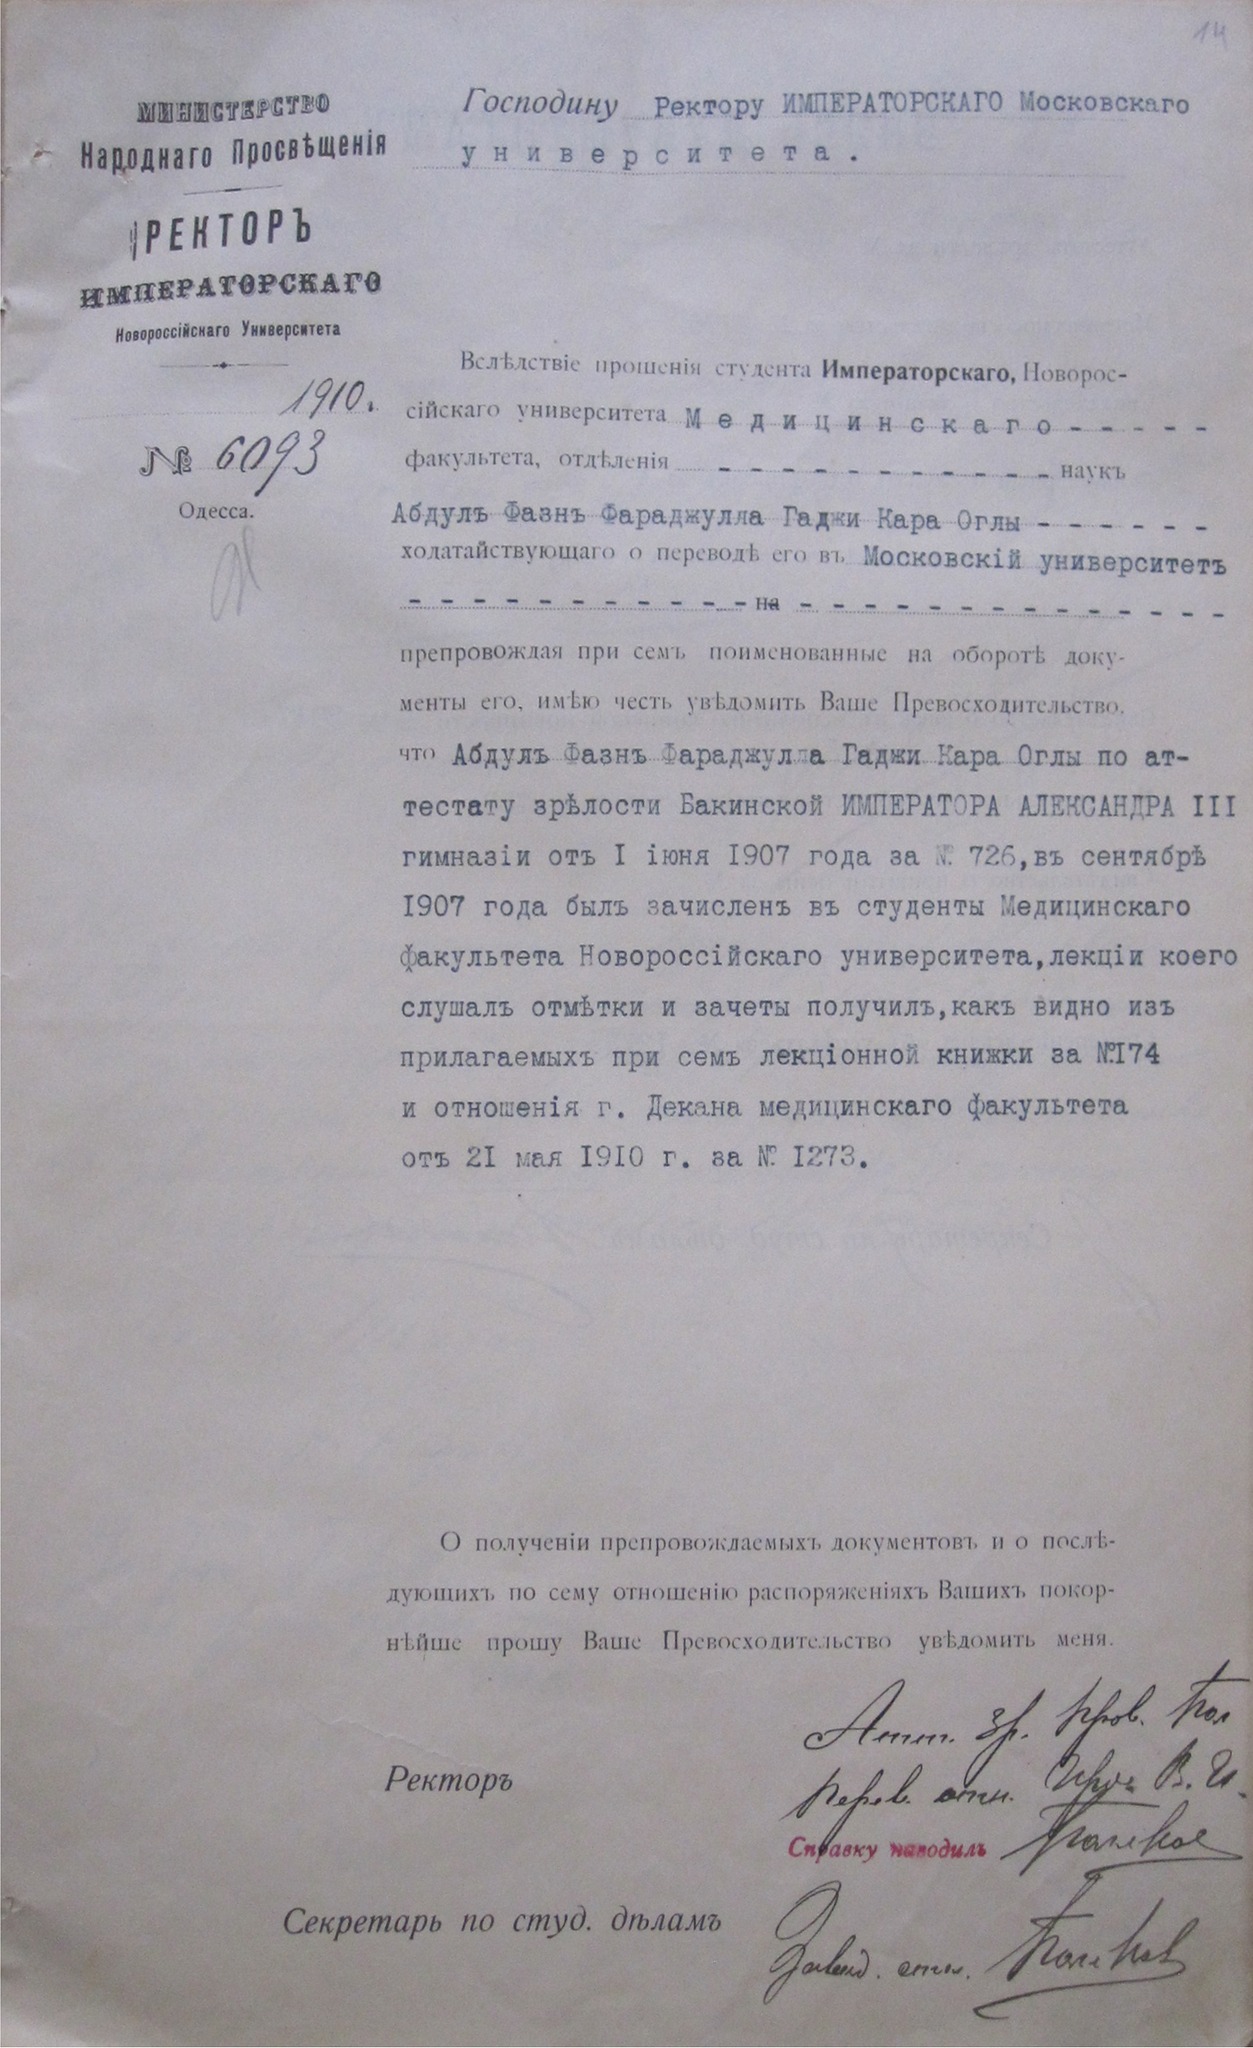 14
МИНИСТЕРСТВО
Народнаго Просвѣщенія
РЕКТОРЪ
ИМПЕРАТОРСКАГО
Новороссійскаго Университета
1910 г.
№ 6093
Одесса.
Господину Ректору ИМПЕРАТОРСКАГО Московскаго
университета.
Вслѣдствіе прошенія студента Императорскаго, Новорос-
сійскаго университета Медицинскаго - - - - -
факультета, отдѣленія - - - - - - - - - - - наукъ
Абдулъ Фазнъ Фараджулла Гаджи Кара Оглы - - - - - -
ходатайствующаго о переводѣ его въ Московскій университетъ
- - - - - - - - - - - на - - - - - - - - - - - - -
препровождая при семъ поименованные на оборотѣ доку-
менты его, имѣю честь увѣдомить Ваше Превосходительство,
что Абдулъ Фазнъ Фараджулла Гаджи Кара Оглы по ат-
тестату зрѣлости Бакинской ИМПЕРАТОРА АЛЕКСАНДРА III
гимназіи отъ I іюня I907 года за № 726,въ сентябрѣ
I907 года былъ зачисленъ въ студенты Медицинскаго
факультета Новороссійскаго университета,лекціи коего
слушалъ отмѣтки и зачеты получилъ,какъ видно изъ
прилагаемыхъ при семъ лекціонной книжки за №I74
и отношенія г. Декана медицинскаго факультета
отъ 2I мая I9I0 г. за № I273.
О полученіи препровождаемыхъ документовъ и о послѣ-
дующихъ по сему отношенію распоряженіяхъ Вашихъ покор-
нѣйше прошу Ваше Превосходительство увѣдомить меня.
Ректоръ
Справку наводилъ
Секретарь по студ. дѣламъ